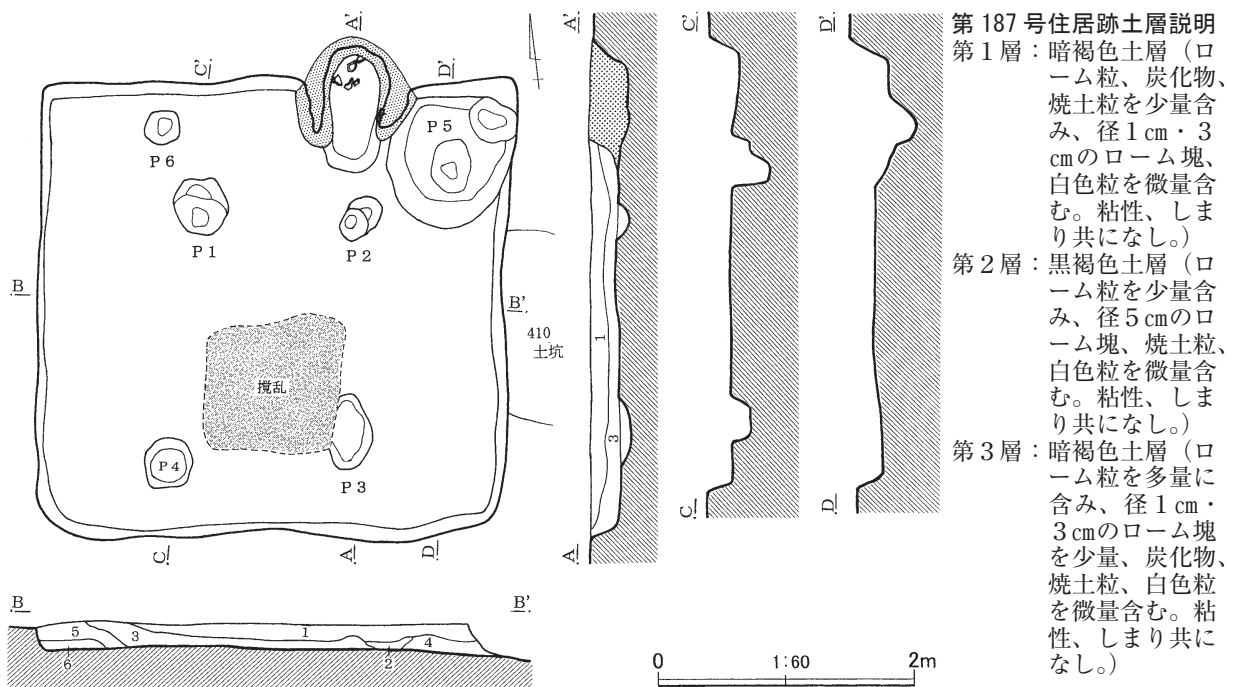 第187号住居跡土層説明
第1層：暗褐色土層（ロ
ーム粒、炭化物、
焼土粒を少量含
み、径1㎝・3
㎝のローム塊、
白色粒を微量含
む。粘性、しま
り共になし。）
第2層：黒褐色土層（ロ
ーム粒を少量含
み、径5㎝のロ
ーム塊、焼土粒、
白色粒を微量含
む。粘性、しま
り共になし。）
第3層：暗褐色土層（ロ
ーム粒を多量に
含み、径1㎝・
3㎝のローム塊
を少量、炭化物、
焼土粒、白色粒
を微量含む。粘
性、しまり共に
なし。）
A'
C'
D'
P6
P5
P1
P2
B
B'
410
土坑
撹乱
P4
P3
C
A
D
A'
1
3
A
C'
C
D'
D
B
B'
5
3
1
4
6
2
0
1:60
2m